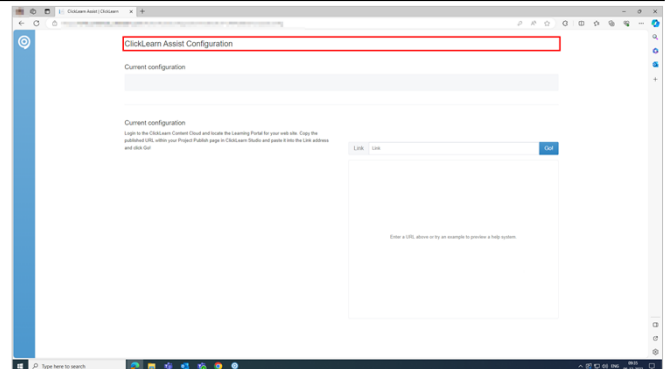 ClickLearn Assist | ClickLearn
ClickLearn Assist Configuration
Current configuration
Current configuration
Login to the ClickLearn Content Cloud and locate the Learning Portal for your web site. Copy the
published URL within your Project Publish page in ClickLearn Studio and paste it into the Link address
and click Go!
Link Link Go!
Enter a URL above or try an example to preview a help system.
Type here to search
ENG